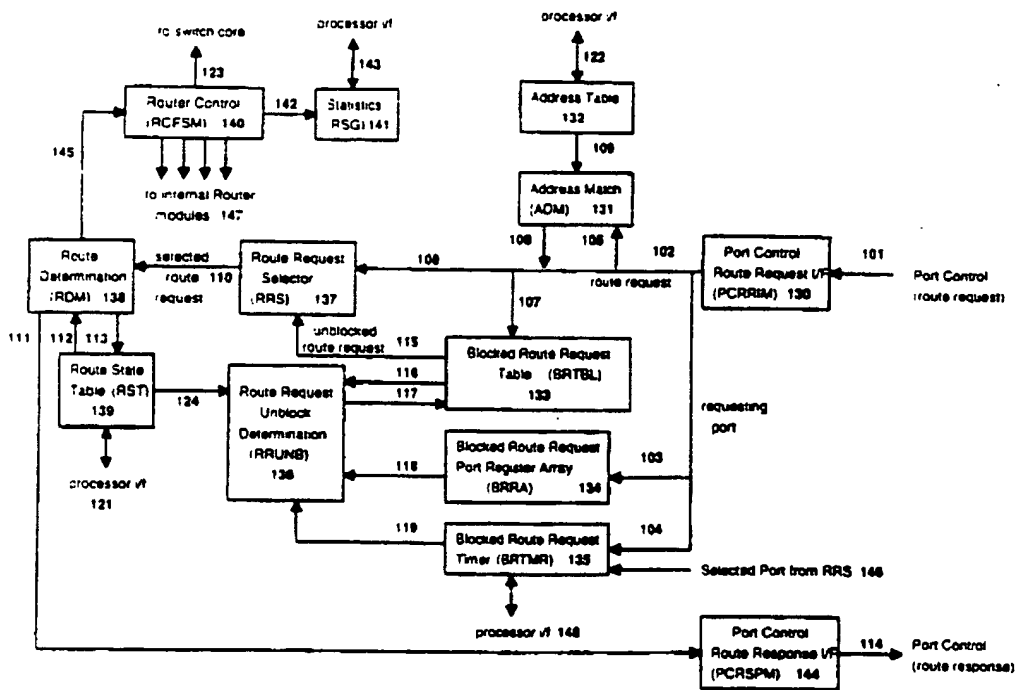 to switch core
123
processor i/f
143
processor i/f
122
Router Control
(RCFSM) 140
142
Statistics
(RSG) 141
Address Table
132
145
109
to internal Router
modules 147
Address Match
(ADM) 131
108
106
Route
Determination
(RDM) 138
selected
route 110
request
Route Request
Selector
(RRS)
137
108
102
route request
Port Control
Route Request I/F
(PCRRIM) 130
101
Port Control
(route request)
107
111
112
113
unblocked
route request
115
Route State
Table (RST)
139
124
Route Request
Unblock
Determination
(RRUNB)
136
116
117
Blocked Route Request
Table (BRTBL)
133
requesting
port
processor i/f
121
118
Blocked Route Request
Port Register Array
(BRRA) 134
103
119
Blocked Route Request
Timer (BRTMR) 135
104
Selected Port from RRS 146
processor i/f 148
Port Control
Route Response I/F
(PCRSPM) 144
114
Port Control
(route response)